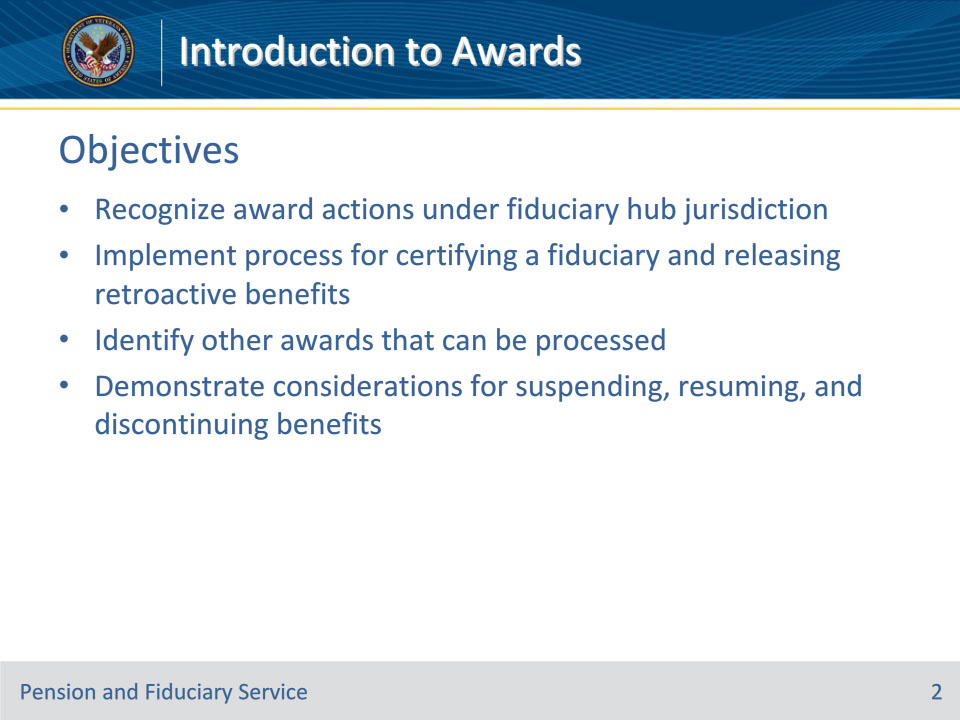 DEPARTMENT OF VETERANS AFFAIRS
UNITED STATES OF AMERICA
Introduction to Awards
Objectives
• Recognize award actions under fiduciary hub jurisdiction
• Implement process for certifying a fiduciary and releasing
retroactive benefits
• Identify other awards that can be processed
• Demonstrate considerations for suspending, resuming, and
discontinuing benefits
Pension and Fiduciary Service
2